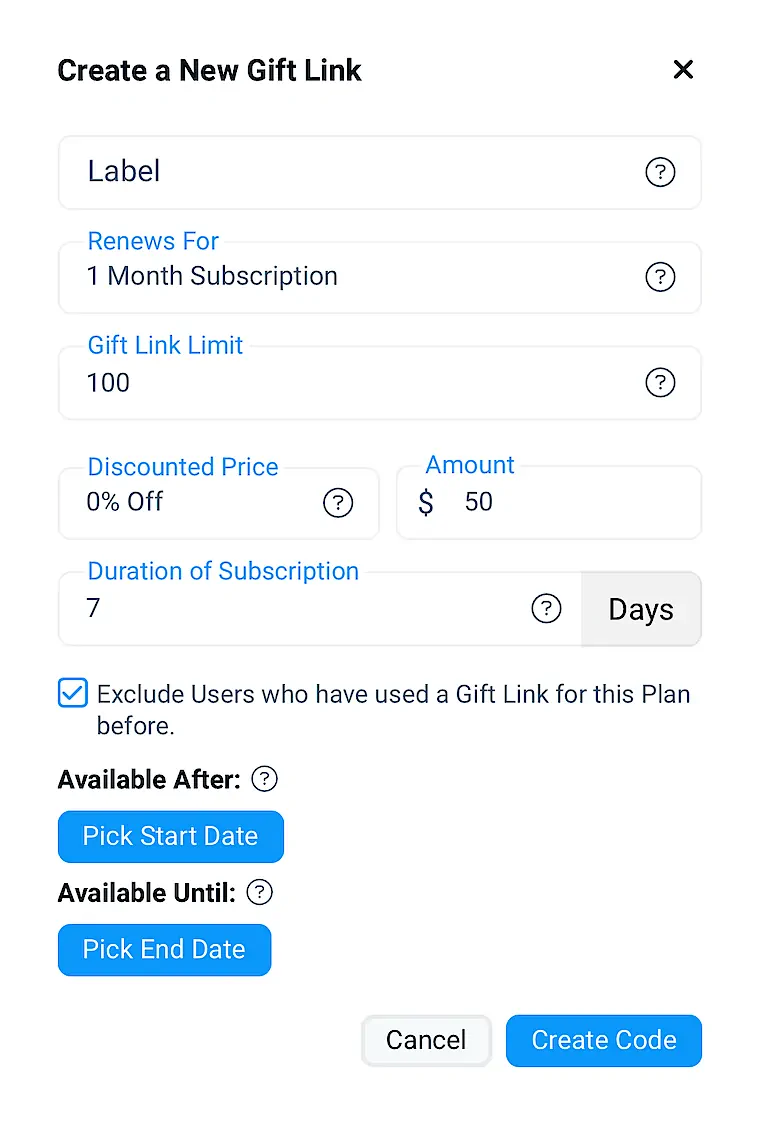 Create a New Gift Link
Label
Renews For
1 Month Subscription
Gift Link Limit
100
Discounted Price
0% Off
Amount
$ 50
Duration of Subscription
7
Days
Exclude Users who have used a Gift Link for this Plan
before.
Available After:
Pick Start Date
Available Until:
Pick End Date
Cancel
Create Code